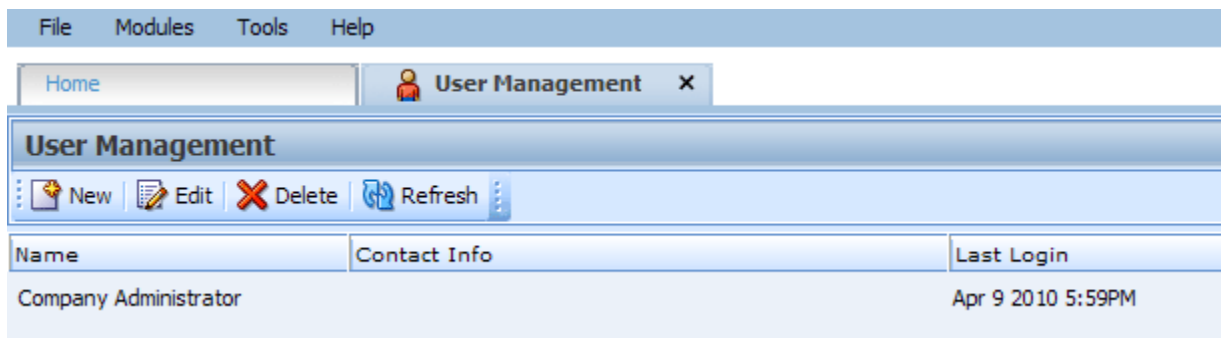 File Modules Tools Help
Home User Management x
User Management
New Edit Delete Refresh
Name Contact Info Last Login
Company Administrator Apr 9 2010 5:59PM